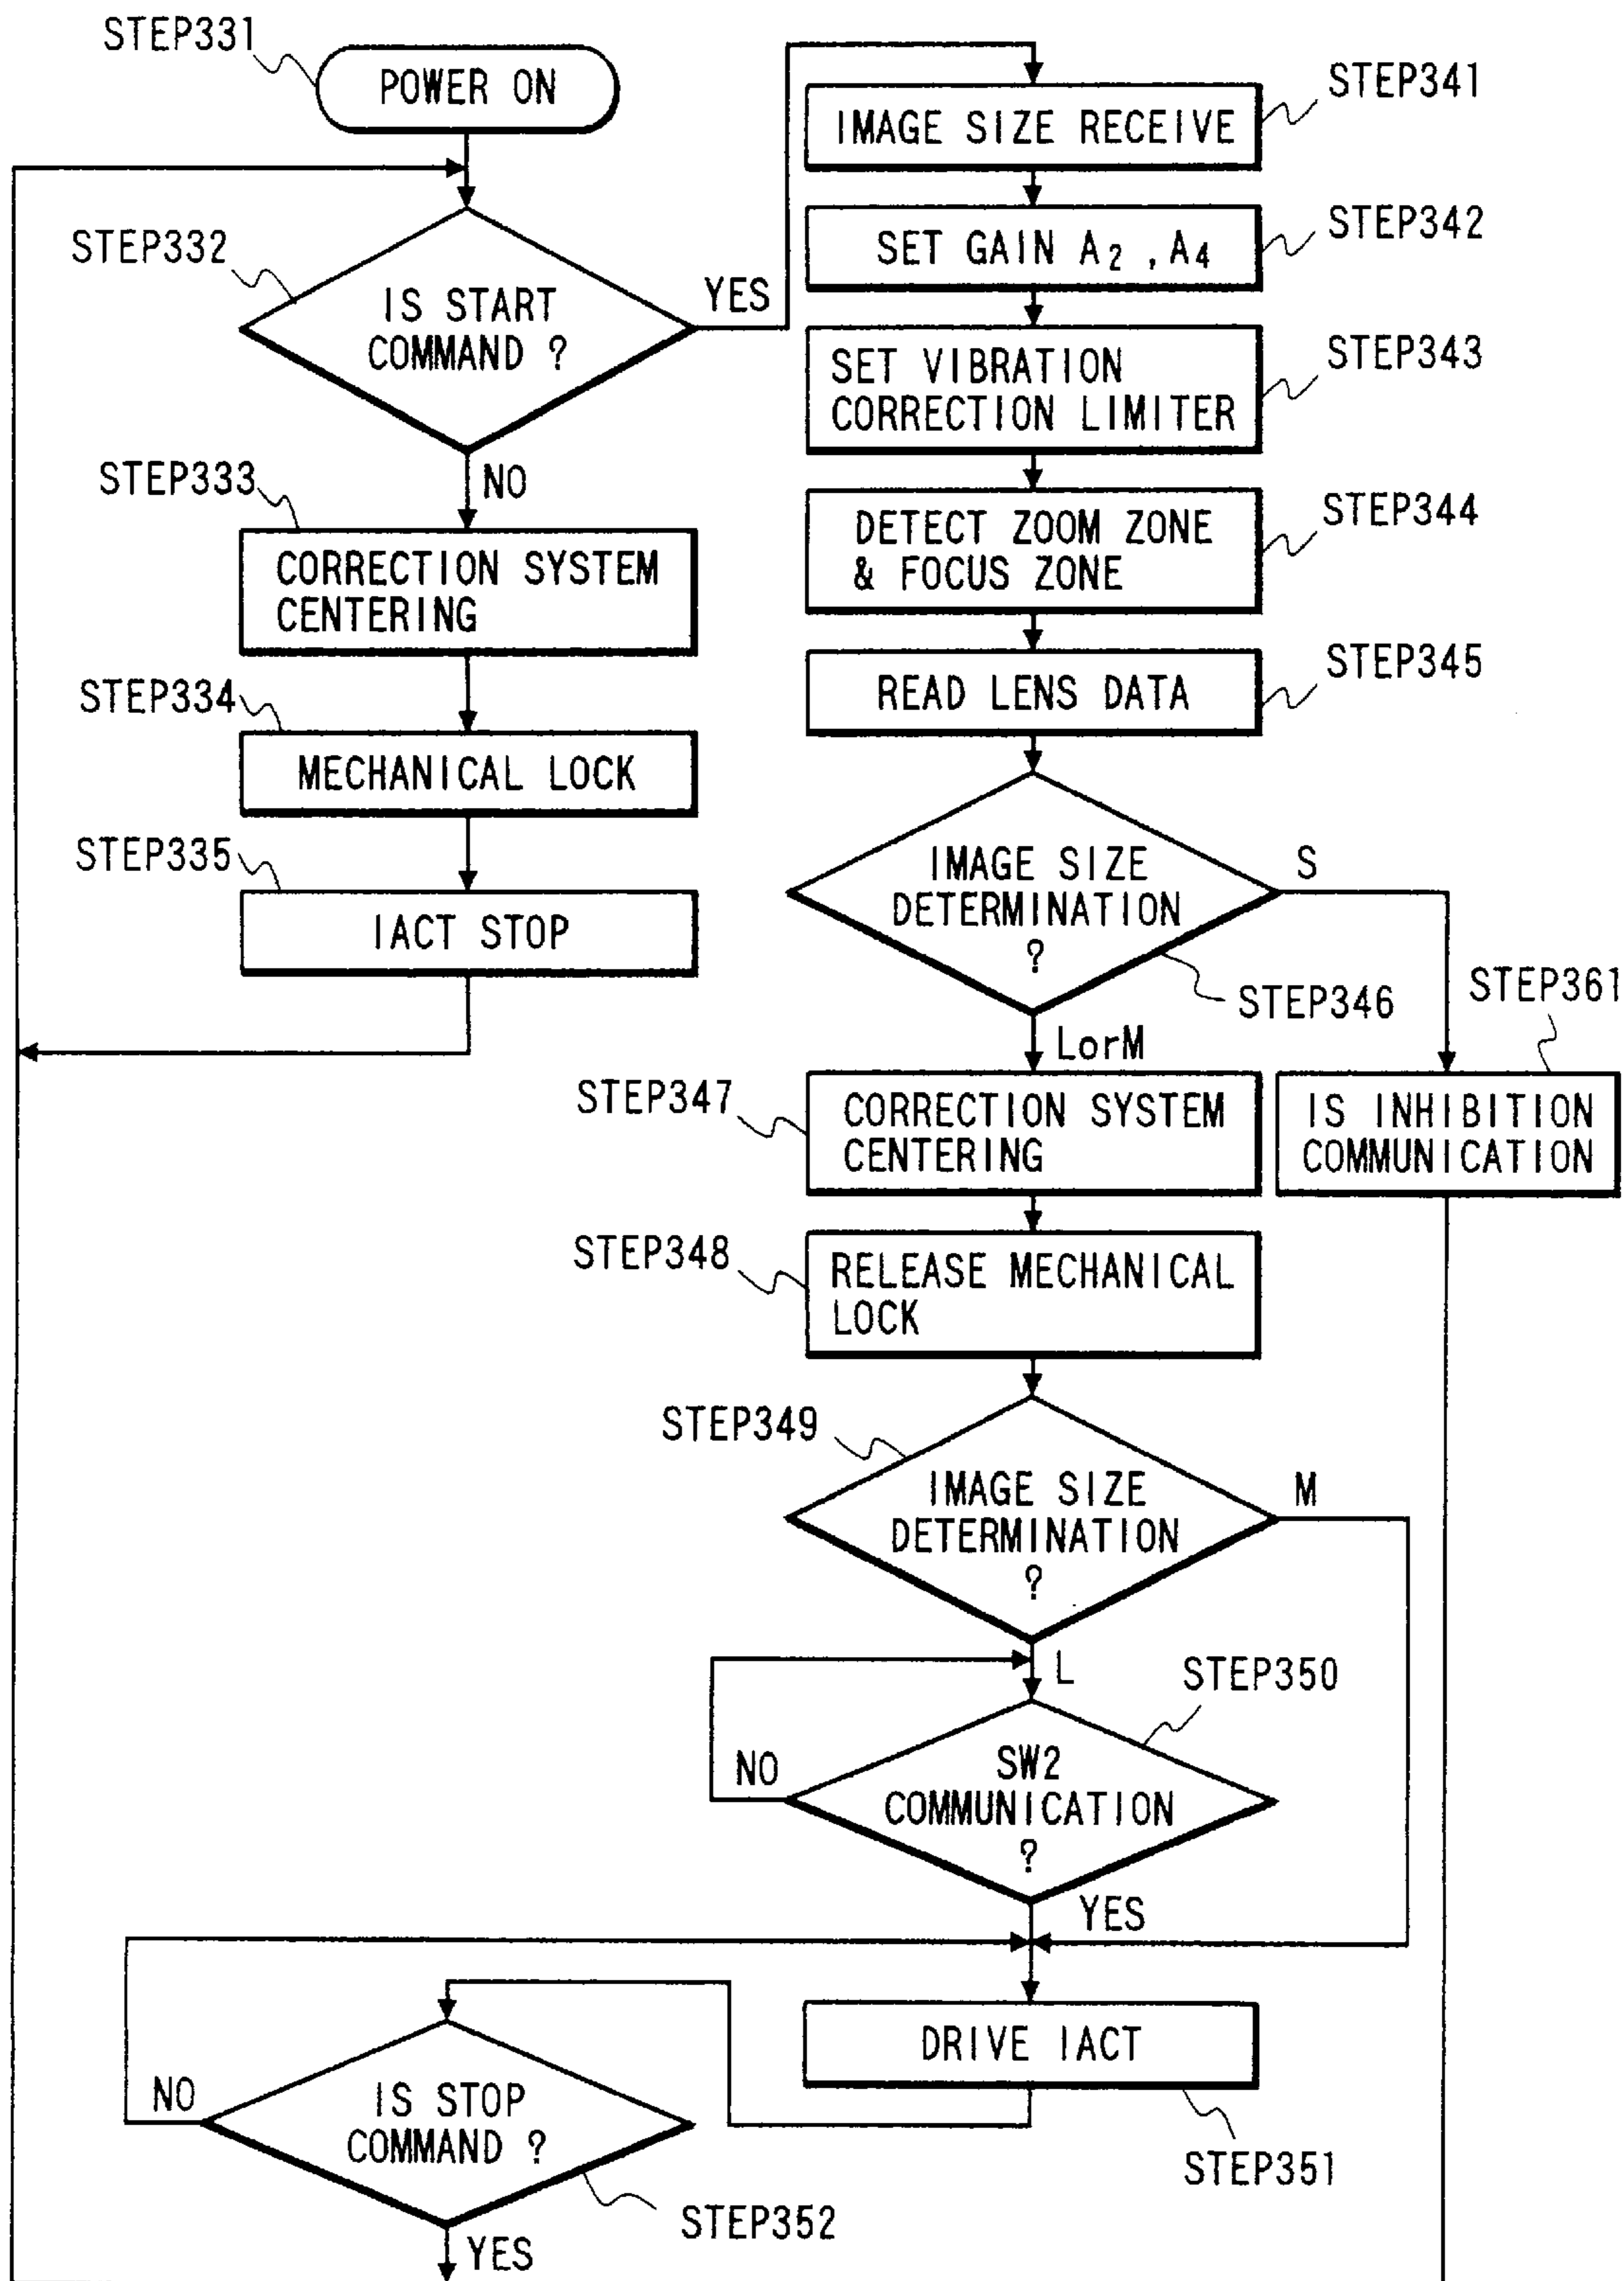 STEP331
POWER ON
STEP332
IS START
COMMAND ?
YES
NO
STEP333
CORRECTION SYSTEM
CENTERING
STEP334
MECHANICAL LOCK
STEP335
IACT STOP
IMAGE SIZE RECEIVE
STEP341
SET GAIN A2 , A4
STEP342
SET VIBRATION
CORRECTION LIMITER
STEP343
DETECT ZOOM ZONE
& FOCUS ZONE
STEP344
READ LENS DATA
STEP345
IMAGE SIZE
DETERMINATION
?
S
STEP346
LorM
STEP361
IS INHIBITION
COMMUNICATION
STEP347
CORRECTION SYSTEM
CENTERING
STEP348
RELEASE MECHANICAL
LOCK
STEP349
IMAGE SIZE
DETERMINATION
?
M
L
STEP350
SW2
COMMUNICATION
?
NO
YES
DRIVE IACT
STEP351
IS STOP
COMMAND ?
NO
STEP352
YES